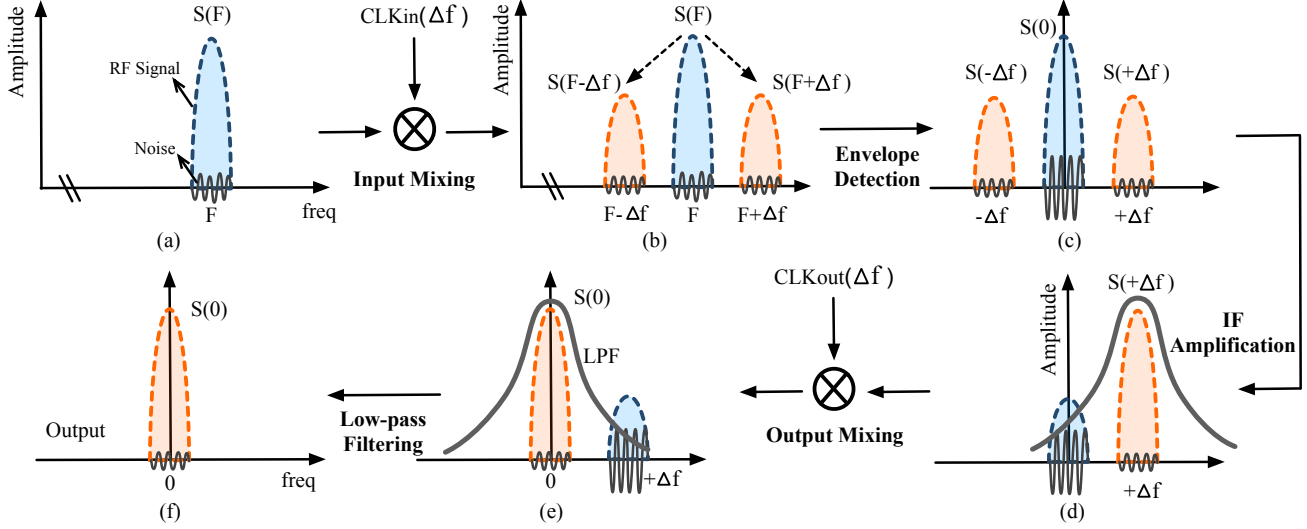 Amplitude
S(F)
RF Signal
Noise
F
freq
(a)
CLKin(Δf)
Input Mixing
Amplitude
S(F)
S(F-Δf)
S(F+Δf)
F-Δf
F
F+Δf
(b)
Envelope
Detection
S(0)
S(-Δf)
S(+Δf)
-Δf
+Δf
(c)
IF
Amplification
Amplitude
S(+Δf)
+Δf
(d)
CLKout(Δf)
Output Mixing
S(0)
LPF
0
+Δf
(e)
Low-pass
Filtering
S(0)
Output
0
freq
(f)